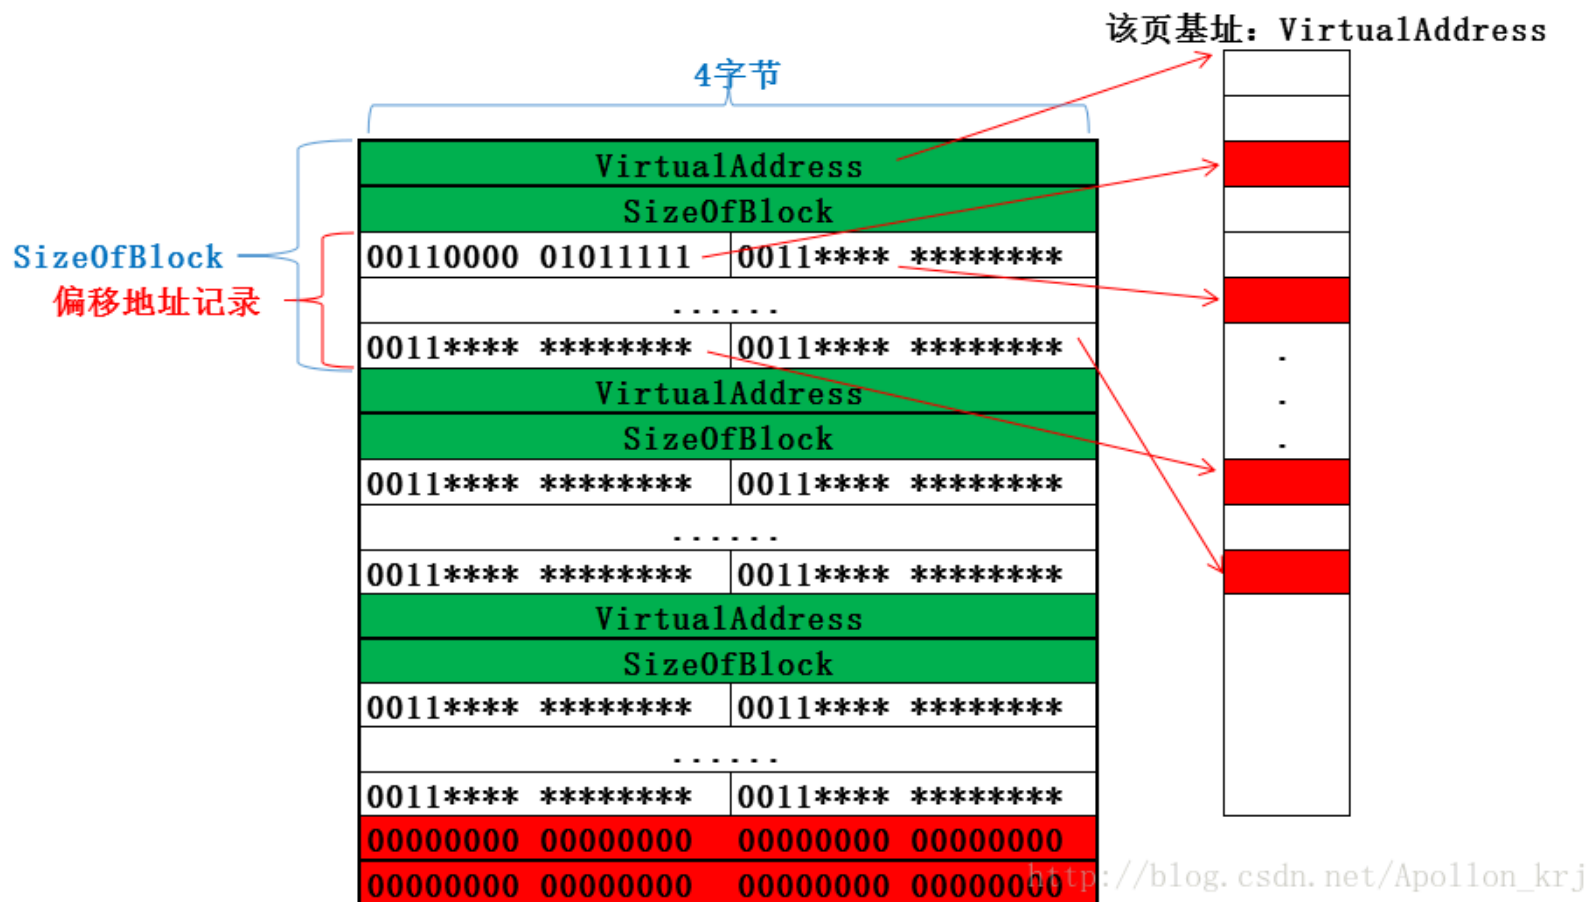 该页基址：VirtualAddress
4字节
VirtualAddress
SizeOfBlock
SizeOfBlock
偏移地址记录
00110000 01011111 0011**** ********
......
0011**** ******** 0011**** ********
VirtualAddress
SizeOfBlock
0011**** ******** 0011**** ********
......
0011**** ******** 0011**** ********
VirtualAddress
SizeOfBlock
0011**** ******** 0011**** ********
......
0011**** ******** 0011**** ********
00000000 00000000 00000000 00000000
00000000 00000000 00000000 00000000
http://blog.csdn.net/Apollon_krj